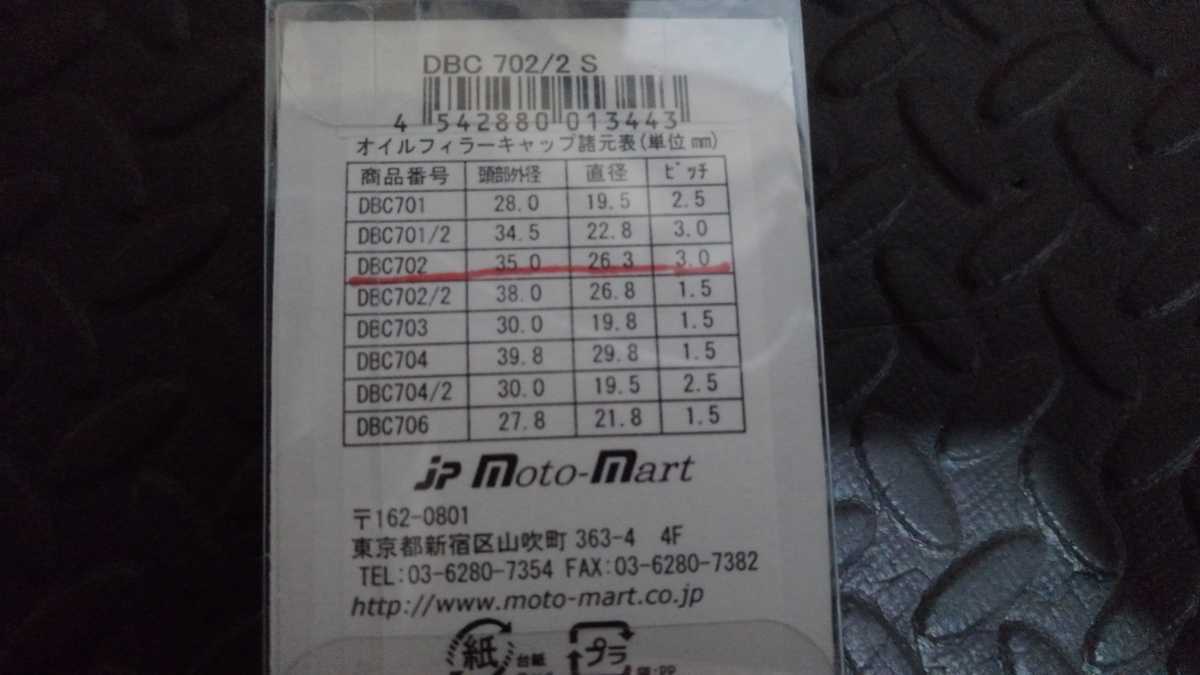 DBC 702/2 S
4 542880 013443
オイルフィラーキャップ諸元表(単位㎜)
商品番号 頭部外径 直径 ピッチ
DBC701 28.0 19.5 2.5
DBC701/2 34.5 22.8 3.0
DBC702 35.0 26.3 3.0
DBC702/2 38.0 26.8 1.5
DBC703 30.0 19.8 1.5
DBC704 39.8 29.8 1.5
DBC704/2 30.0 19.5 2.5
DBC706 27.8 21.8 1.5
JP Moto-Mart
〒162-0801
東京都新宿区山吹町 363-4 4F
TEL:03-6280-7354 FAX:03-6280-7382
http://www.moto-mart.co.jp
紙 台紙 プラ